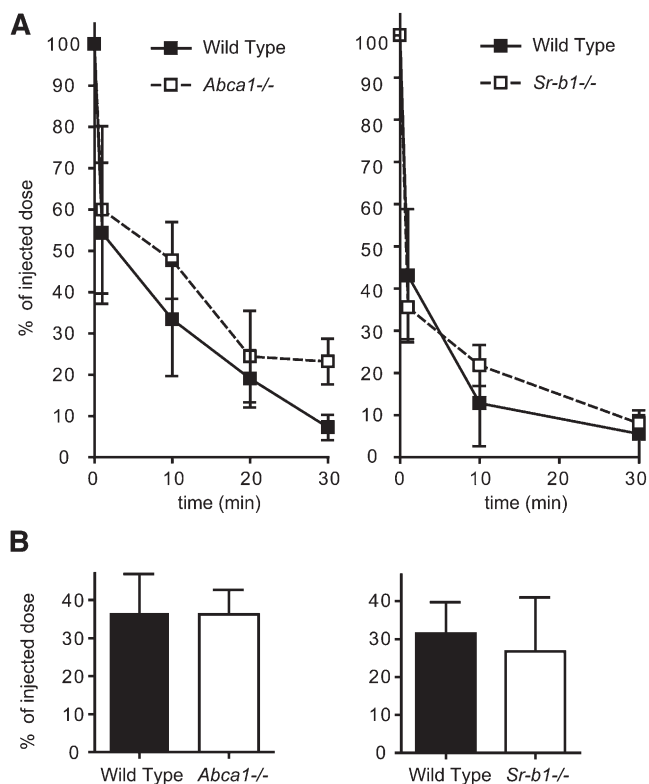 A
Wild Type
Abca1-/-
% of injected dose
100
90
80
70
60
50
40
30
20
10
0
0 10 20 30
time (min)
Wild Type
Sr-b1-/-
100
90
80
70
60
50
40
30
20
10
0
0 10 20 30
time (min)
B
% of injected dose
40
30
20
10
0
Wild Type Abca1-/-
40
30
20
10
0
Wild Type Sr-b1-/-